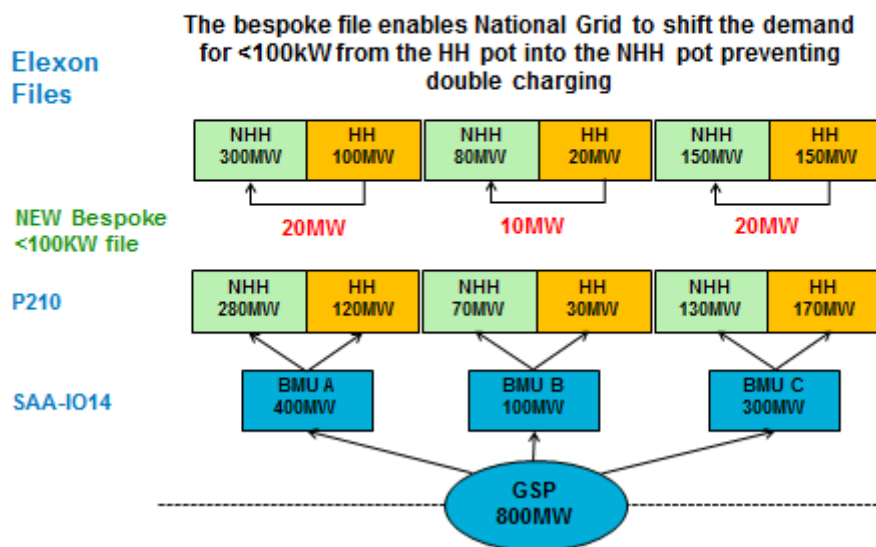 The bespoke file enables National Grid to shift the demand
for <100kW from the HH pot into the NHH pot preventing
double charging
Elexon
Files
NHH
300MW
HH
100MW
NHH
80MW
HH
20MW
NHH
150MW
HH
150MW
NEW Bespoke
<100KW file
20MW
10MW
20MW
P210
NHH
280MW
HH
120MW
NHH
70MW
HH
30MW
NHH
130MW
HH
170MW
SAA-IO14
BMU A
400MW
BMU B
100MW
BMU C
300MW
GSP
800MW